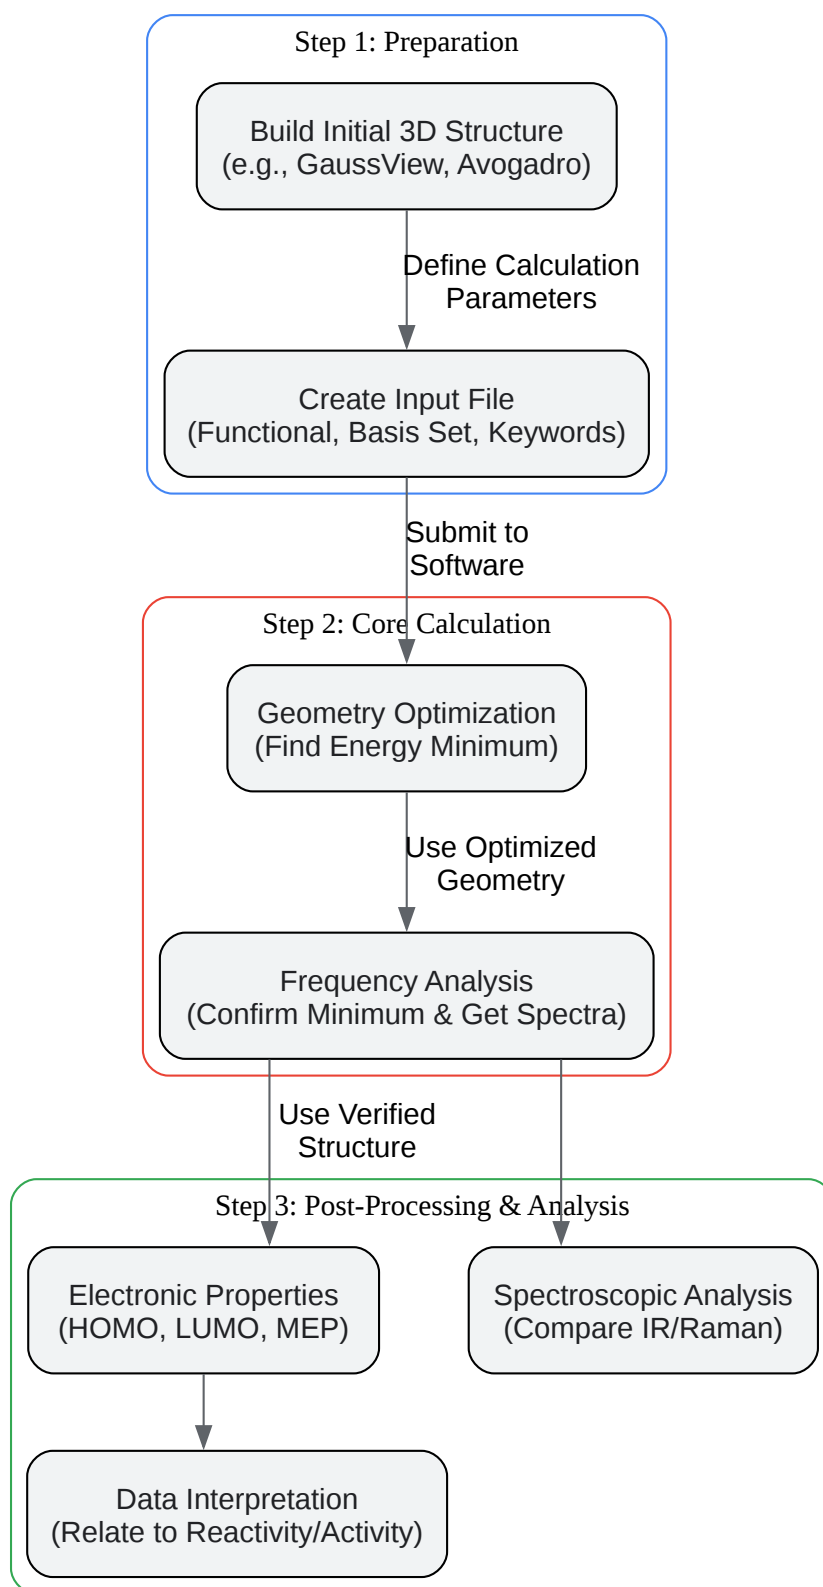 Step 1: Preparation
Build Initial 3D Structure
(e.g., GaussView, Avogadro)
Define Calculation
Parameters
Create Input File
(Functional, Basis Set, Keywords)
Submit to
Software
Step 2: Core Calculation
Geometry Optimization
(Find Energy Minimum)
Use Optimized
Geometry
Frequency Analysis
(Confirm Minimum & Get Spectra)
Use Verified
Structure
Step 3: Post-Processing & Analysis
Electronic Properties
(HOMO, LUMO, MEP)
Spectroscopic Analysis
(Compare IR/Raman)
Data Interpretation
(Relate to Reactivity/Activity)